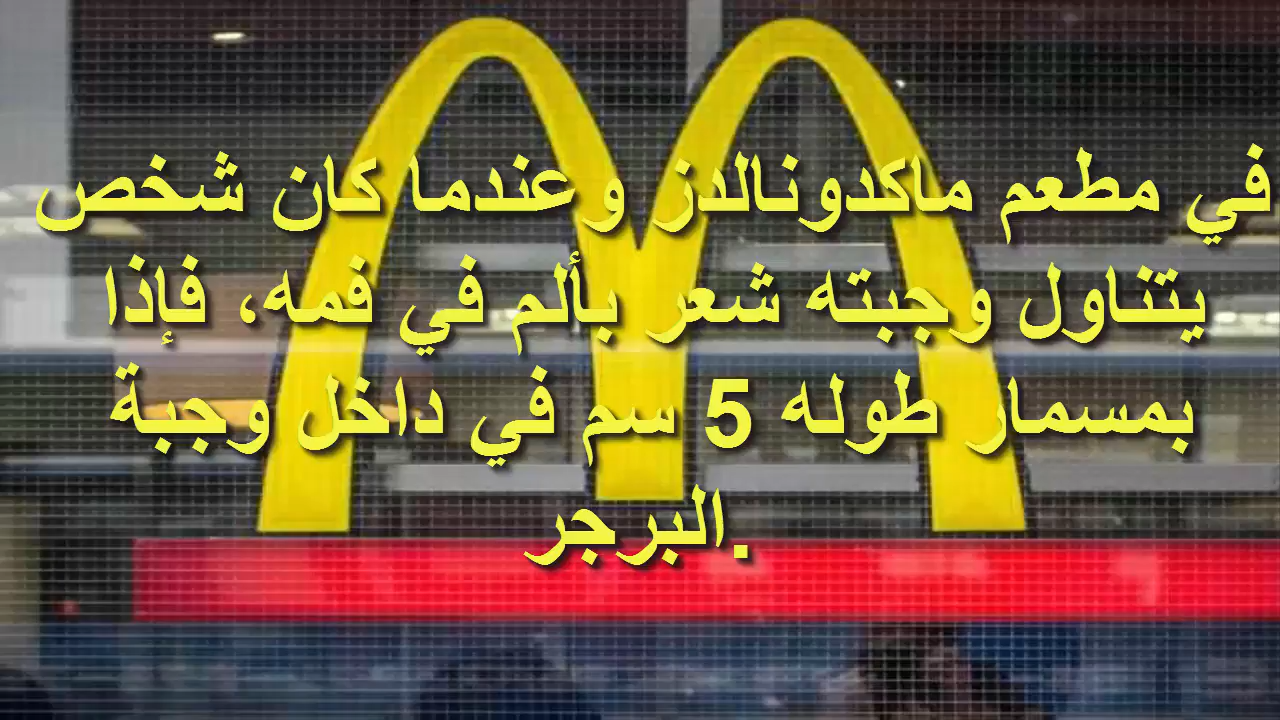 في مطعم ماكدونالدز وعندما كان شخص
يتناول وجبته شعر بألم في فمه، فإذا
بمسمار طوله 5 سم في داخل وجبة
البرجر.